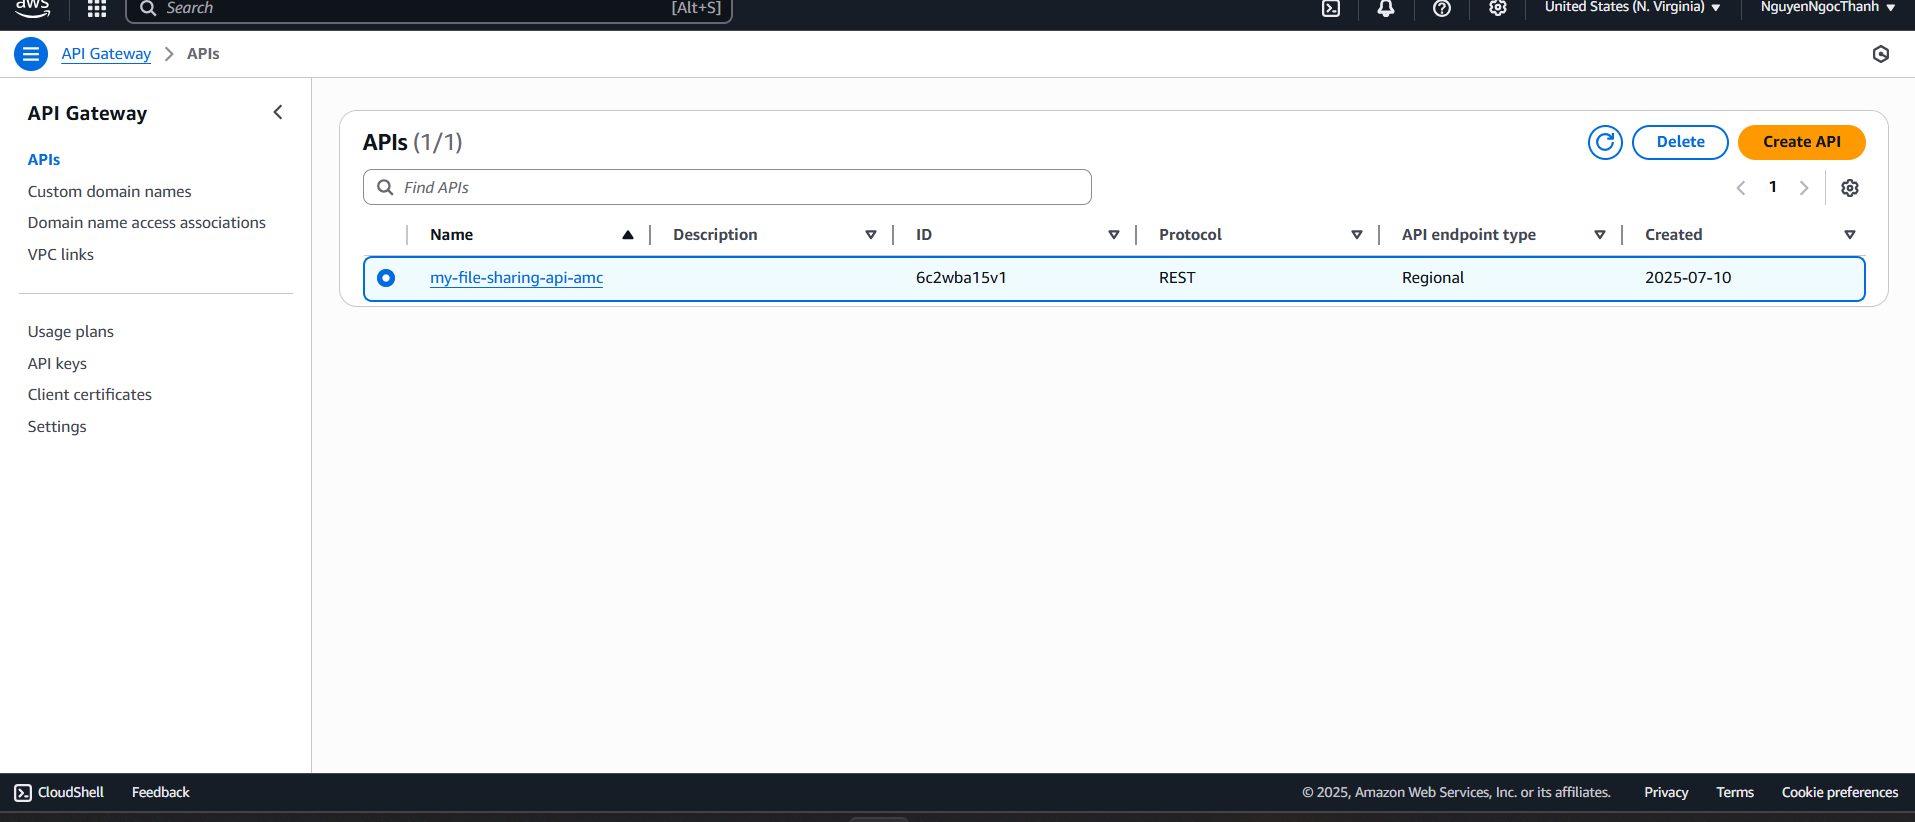 aws
Search [Alt+S] United States (N. Virginia) NguyenNgocThanh
API Gateway APIs
API Gateway
APIs
Custom domain names
Domain name access associations
VPC links
Usage plans
API keys
Client certificates
Settings
APIs (1/1)
Delete Create API
Find APIs
1
Name Description ID Protocol API endpoint type Created
my-file-sharing-api-amc 6c2wba15v1 REST Regional 2025-07-10
CloudShell Feedback © 2025, Amazon Web Services, Inc. or its affiliates. Privacy Terms Cookie preferences